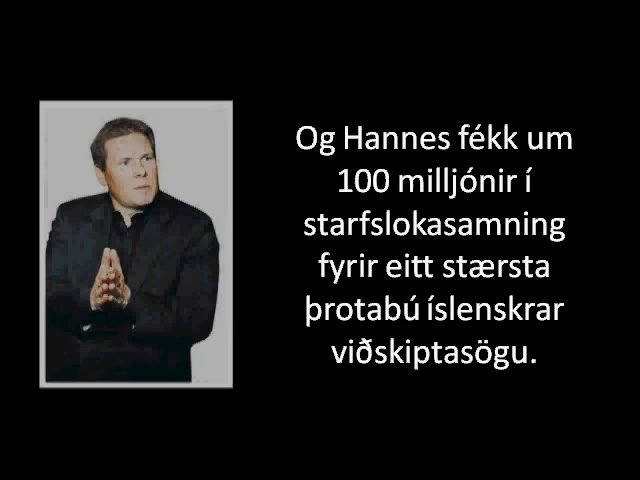 Og Hannes fékk um
100 milljónir í
starfslokasamning
fyrir eitt stærsta
þrotabú íslenskrar
viðskiptasögu.